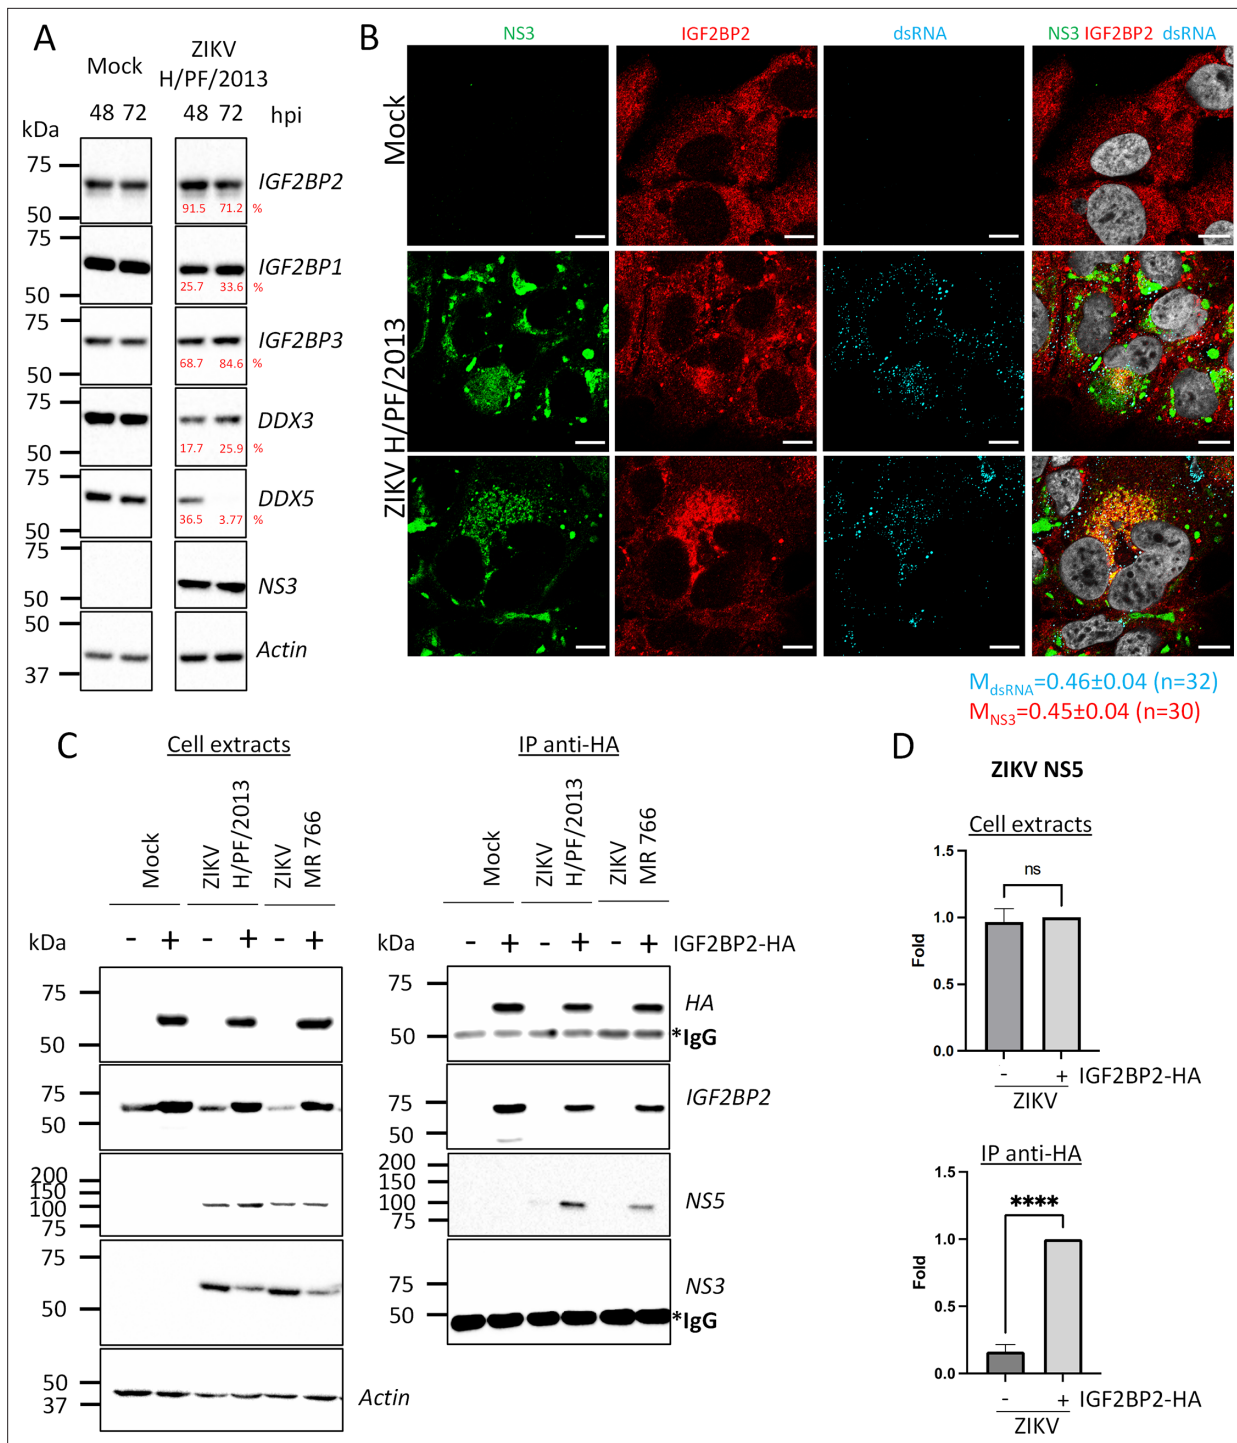 A
Mock
ZIKV
H/PF/2013
48 72
48 72
hpi
kDa
75
50
IGF2BP2
91.5 71.2 %
75
50
IGF2BP1
25.7 33.6 %
75
50
IGF2BP3
68.7 84.6 %
75
50
DDX3
17.7 25.9 %
75
50
DDX5
36.5 3.77 %
75
50
NS3
50
37
Actin
B
NS3
IGF2BP2
dsRNA
NS3 IGF2BP2 dsRNA
Mock
ZIKV H/PF/2013
MdsRNA=0.46±0.04 (n=32)
MNS3=0.45±0.04 (n=30)
C
Cell extracts
Mock
ZIKV
H/PF/2013
ZIKV
MR 766
kDa
- + - + - +
75
50
75
50
200
150
100
75
75
50
50
37
Actin
IP anti-HA
Mock
ZIKV
H/PF/2013
ZIKV
MR 766
kDa
- + - + - + IGF2BP2-HA
75
50
HA
*IgG
75
50
IGF2BP2
200
150
100
75
NS5
75
50
NS3
*IgG
D
ZIKV NS5
Cell extracts
1.5
1.0
0.5
0.0
Fold
ns
- + IGF2BP2-HA
ZIKV
IP anti-HA
1.5
1.0
0.5
0.0
Fold
****
- + IGF2BP2-HA
ZIKV